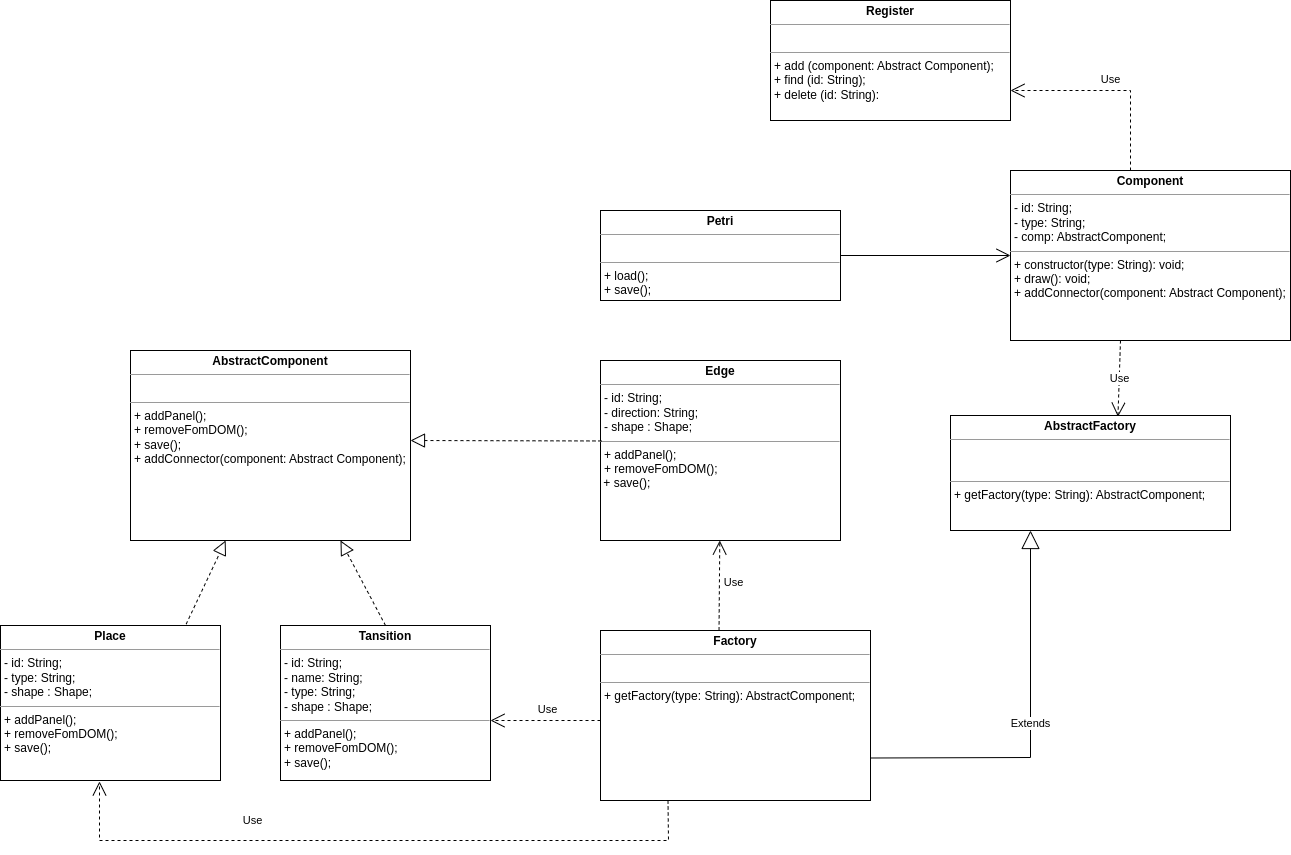 Register
+ add (component: Abstract Component);
+ find (id: String);
+ delete (id: String):
Use
Component
- id: String;
- type: String;
- comp: AbstractComponent;
+ constructor(type: String): void;
+ draw(): void;
+ addConnector(component: Abstract Component);
Petri
+ load();
+ save();
Use
AbstractComponent
+ addPanel();
+ removeFomDOM();
+ save();
+ addConnector(component: Abstract Component);
Edge
- id: String;
- direction: String;
- shape : Shape;
+ addPanel();
+ removeFomDOM();
+ save();
AbstractFactory
+ getFactory(type: String): AbstractComponent;
Use
Place
- id: String;
- type: String;
- shape : Shape;
+ addPanel();
+ removeFomDOM();
+ save();
Tansition
- id: String;
- name: String;
- type: String;
- shape : Shape;
+ addPanel();
+ removeFomDOM();
+ save();
Use
Factory
+ getFactory(type: String): AbstractComponent;
Extends
Use